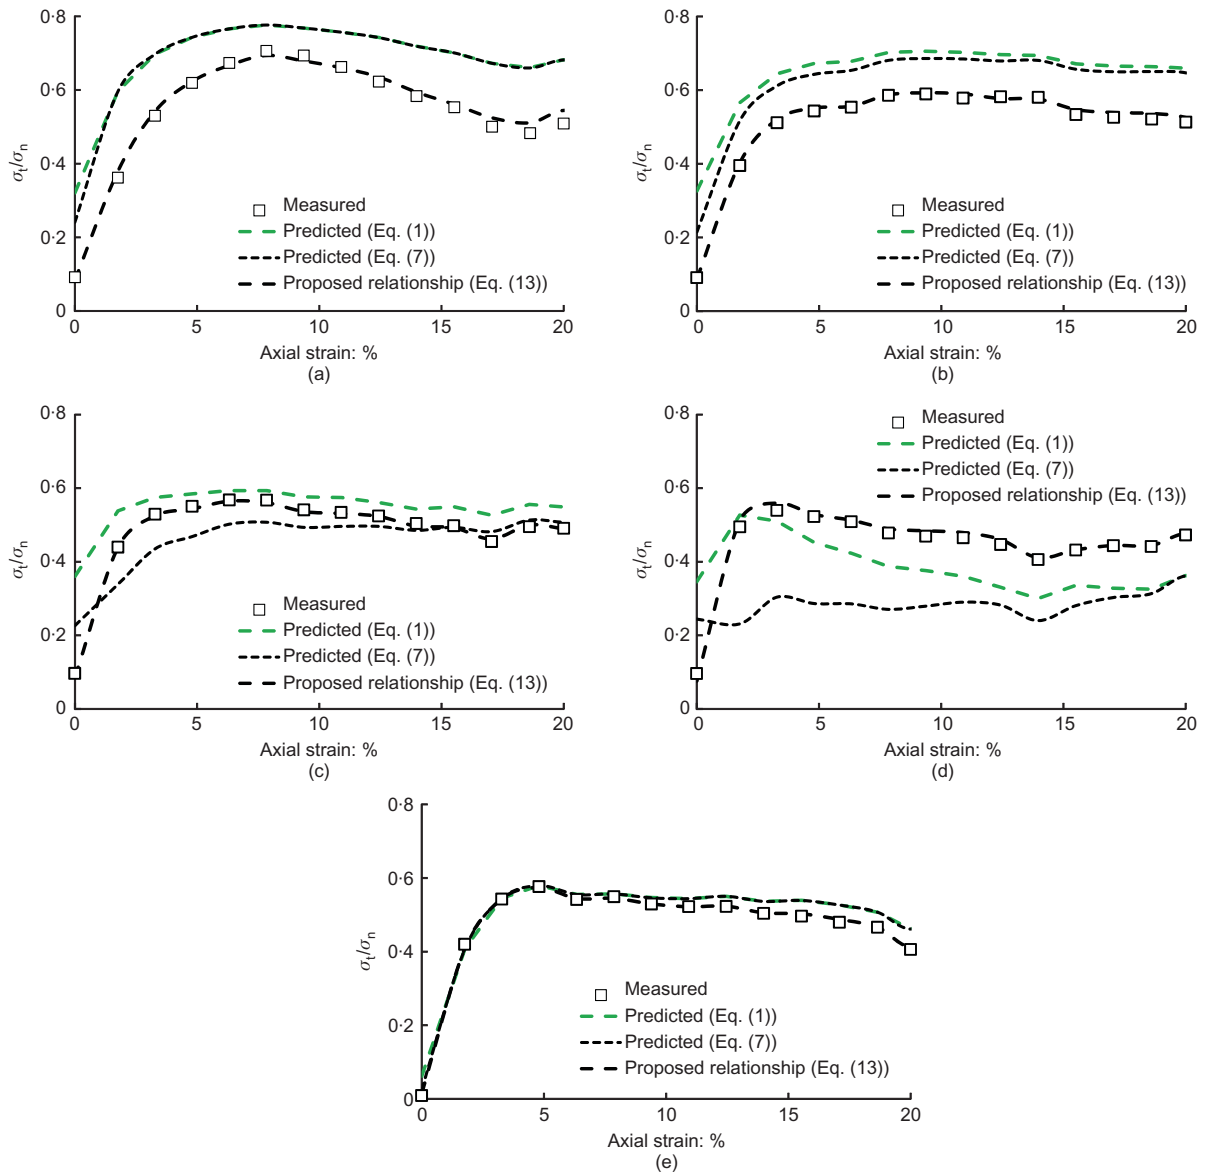 0·8
0·6
0·4
0·2
0
σt/σn
Measured
Predicted (Eq. (1))
Predicted (Eq. (7))
Proposed relationship (Eq. (13))
0 5 10 15 20
Axial strain: %
(a)
0·8
0·6
0·4
0·2
0
σt/σn
Measured
Predicted (Eq. (1))
Predicted (Eq. (7))
Proposed relationship (Eq. (13))
0 5 10 15 20
Axial strain: %
(b)
0·8
0·6
0·4
0·2
0
σt/σn
Measured
Predicted (Eq. (1))
Predicted (Eq. (7))
Proposed relationship (Eq. (13))
0 5 10 15 20
Axial strain: %
(c)
0·8
0·6
0·4
0·2
0
σt/σn
Measured
Predicted (Eq. (1))
Predicted (Eq. (7))
Proposed relationship (Eq. (13))
0 5 10 15 20
Axial strain: %
(d)
0·8
0·6
0·4
0·2
0
σt/σn
Measured
Predicted (Eq. (1))
Predicted (Eq. (7))
Proposed relationship (Eq. (13))
0 5 10 15 20
Axial strain: %
(e)